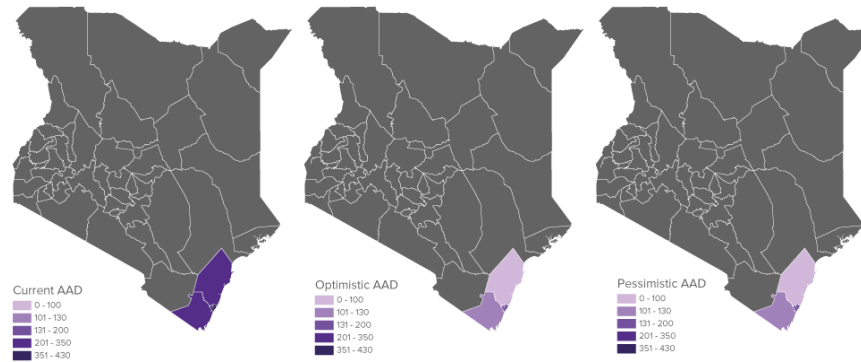 Current AAD
0 - 100
101 - 130
131 - 200
201 - 350
351 - 430
Optimistic AAD
0 - 100
101 - 130
131 - 200
201 - 350
351 - 430
Pessimistic AAD
0 - 100
101 - 130
131 - 200
201 - 350
351 - 430